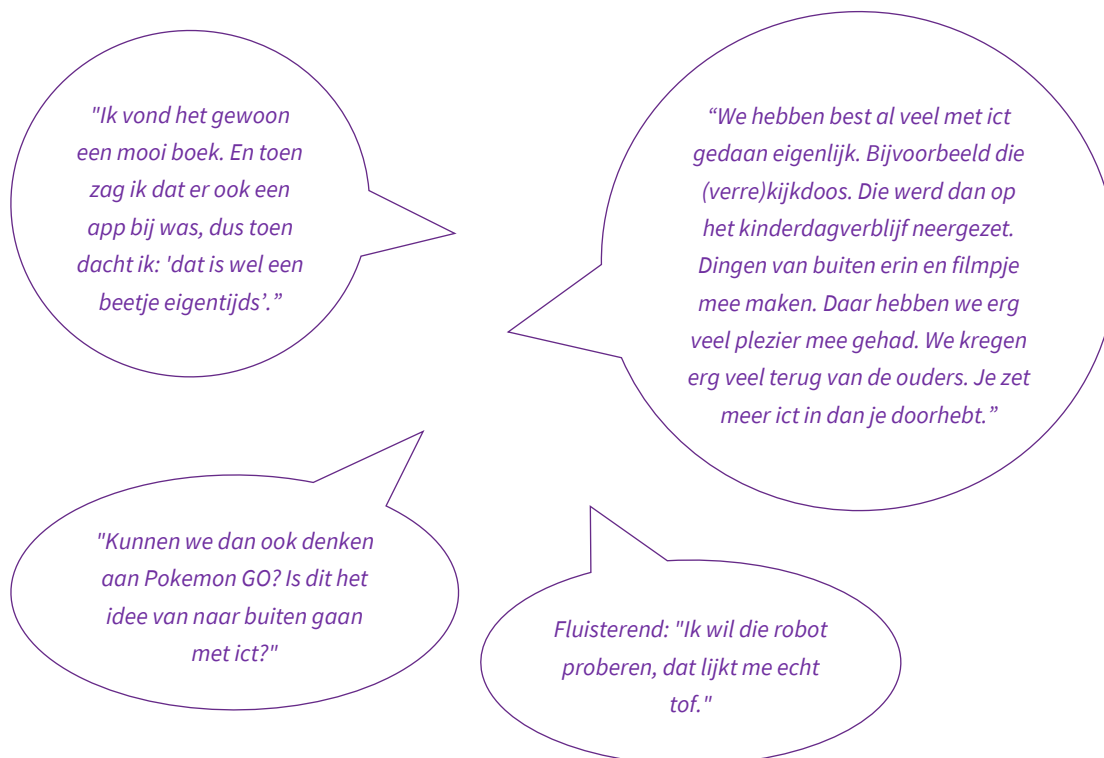 "Ik vond het gewoon
een mooi boek. En toen
zag ik dat er ook een
app bij was, dus toen
dacht ik: 'dat is wel een
beetje eigentijds’.”
“We hebben best al veel met ict
gedaan eigenlijk. Bijvoorbeeld die
(verre)kijkdoos. Die werd dan op
het kinderdagverblijf neergezet.
Dingen van buiten erin en filmpje
mee maken. Daar hebben we erg
veel plezier mee gehad. We kregen
erg veel terug van de ouders. Je zet
meer ict in dan je doorhebt.”
"Kunnen we dan ook denken
aan Pokemon GO? Is dit het
idee van naar buiten gaan
met ict?"
Fluisterend: "Ik wil die robot
proberen, dat lijkt me echt
tof."